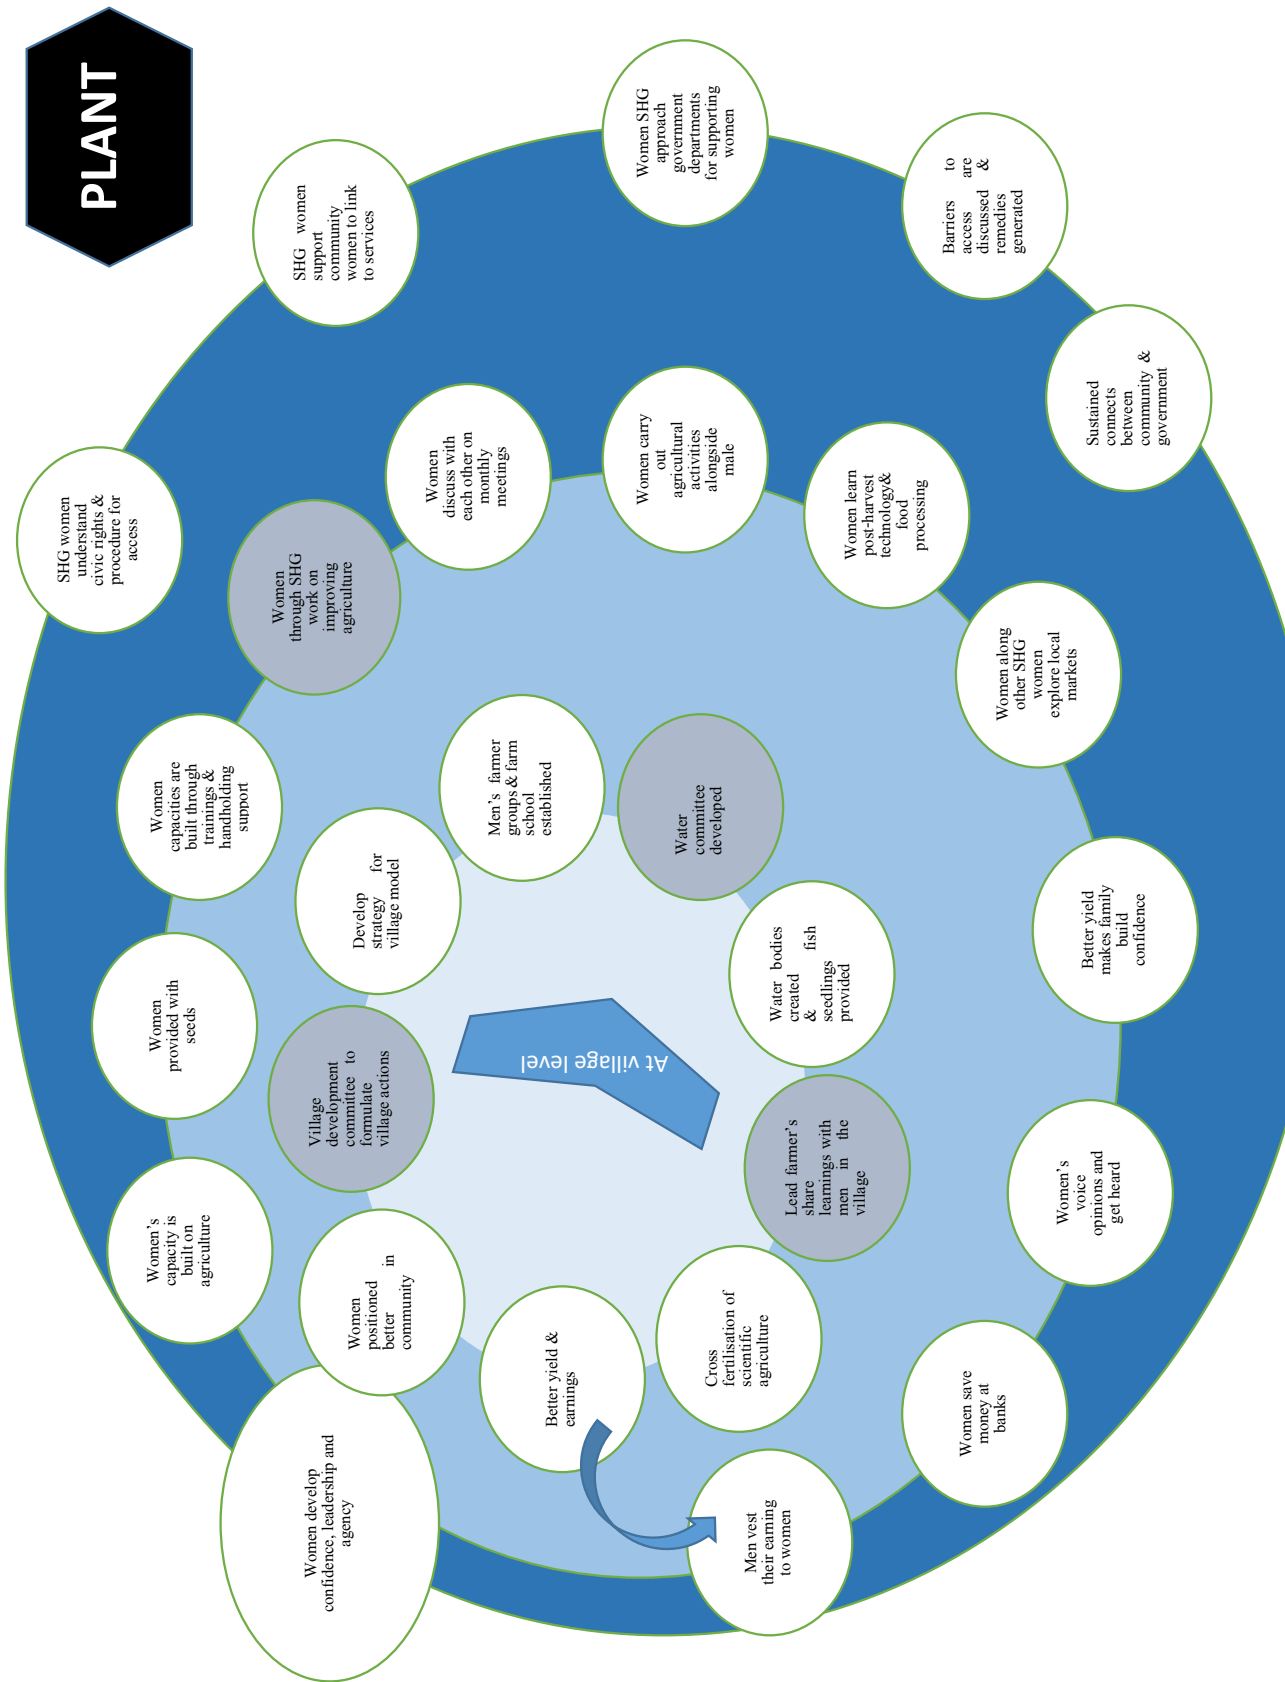 PLANT
SHG women
understand
civic rights &
procedure for
access
SHG women
support
community
women to link
to services
Women SHG
approach
government
departments
for supporting
women
Barriers to
access are
discussed &
remedies
generated
Sustained
connects
between
community &
government
Women
through SHG
work on
improving
agriculture
Women
discuss with
each other on
monthly
meetings
Women carry
out
agricultural
activities
alongside
male
Women learn
post-harvest
technology&
food
processing
Women along
other SHG
women
explore local
markets
Better yield
makes family
build
confidence
Women's
voice
opinions and
get heard
Women save
money at
banks
Men vest
their earning
to women
Women develop
confidence, leadership and
agency
Women's
capacity is
built on
agriculture
Women
provided with
seeds
Women
capacities are
built through
trainings &
handholding
support
Village
development
committee to
formulate
village actions
Develop
strategy for
village model
Men's farmer
groups & farm
school
established
Water
committee
developed
Water bodies
created
& fish
seedlings
provided
Lead farmer's
share
learnings with
men in the
village
Cross
fertilisation of
scientific
agriculture
Better yield &
earnings
Women
positioned
better in
community
At village level